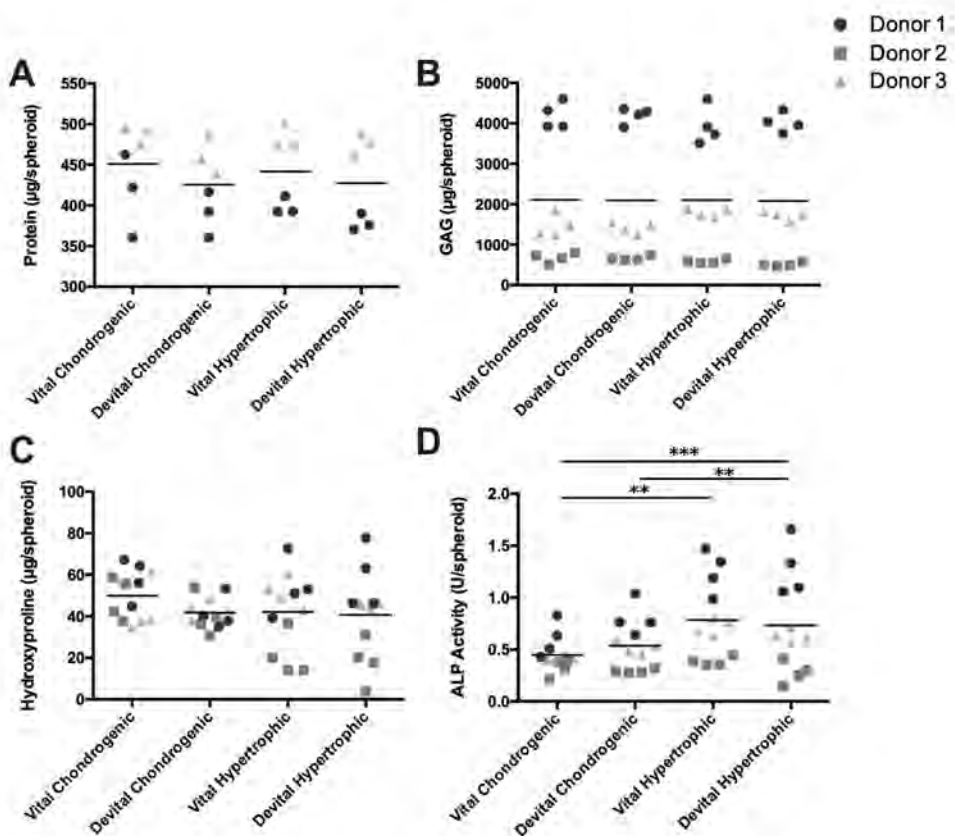 Donor 1
Donor 2
Donor 3
A
Protein (µg/spheroid)
550
500
450
400
350
300
Vital Chondrogenic
Devital Chondrogenic
Vital Hypertrophic
Devital Hypertrophic
B
GAG (µg/spheroid)
5000
4000
3000
2000
1000
0
Vital Chondrogenic
Devital Chondrogenic
Vital Hypertrophic
Devital Hypertrophic
C
Hydroxyproline (µg/spheroid)
100
80
60
40
20
0
Vital Chondrogenic
Devital Chondrogenic
Vital Hypertrophic
Devital Hypertrophic
D
ALP Activity (U/spheroid)
***
**
**
2.0
1.5
1.0
0.5
0.0
Vital Chondrogenic
Devital Chondrogenic
Vital Hypertrophic
Devital Hypertrophic